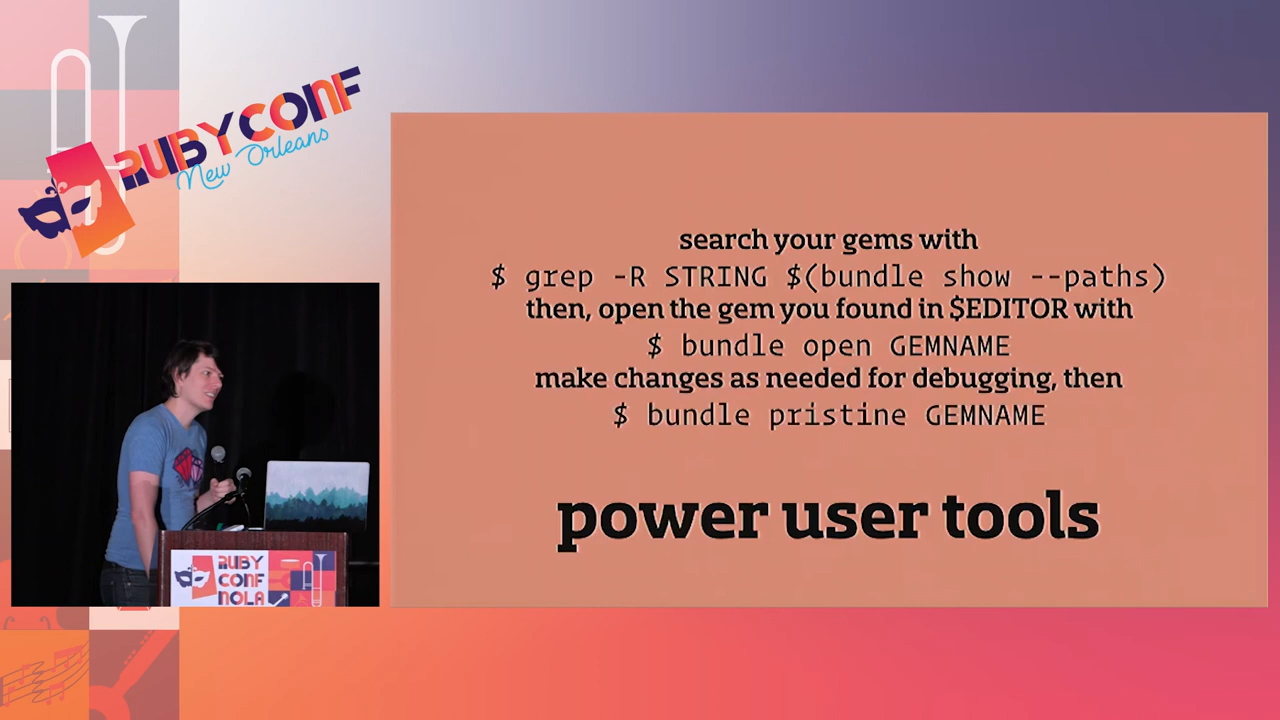 RUBYCONF
New Orleans
search your gems with
$ grep -R STRING $(bundle show --paths)
then, open the gem you found in $EDITOR with
$ bundle open GEMNAME
make changes as needed for debugging, then
$ bundle pristine GEMNAME
power user tools
RUBY
CONF
NOLA